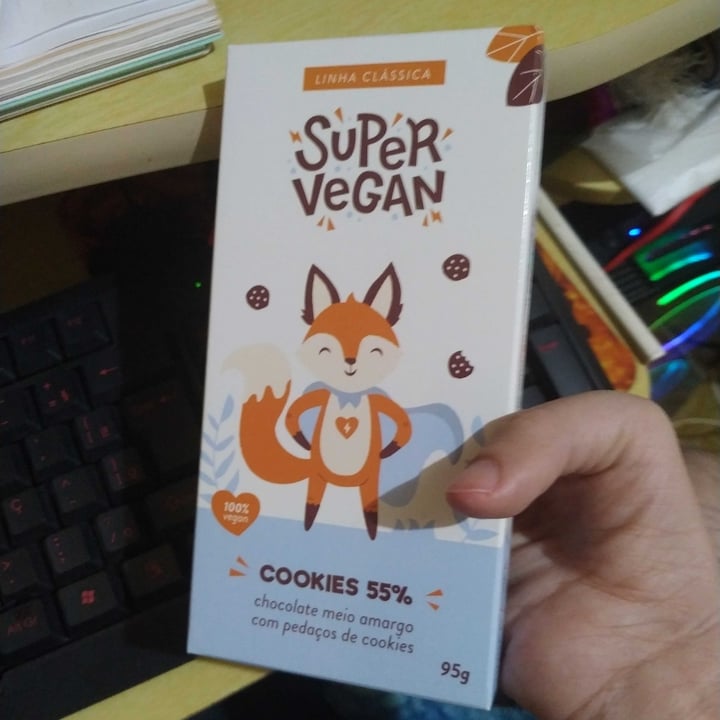 LINHA CLÁSSICA
SUPER
VEGAN
100%
vegan
COOKIES 55%
chocolate meio amargo
com pedaços de cookies
95g